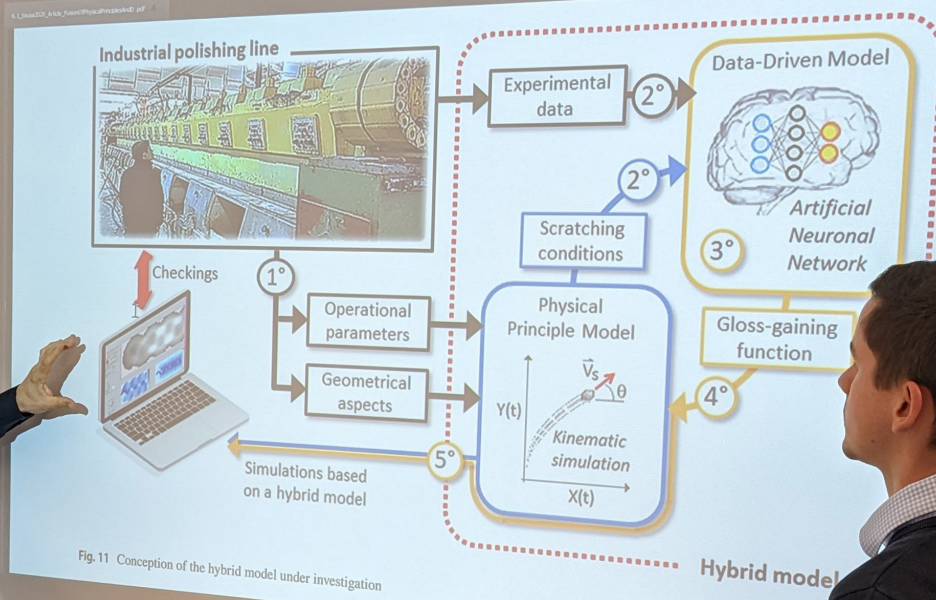 Industrial polishing line
Experimental
data
2°
Data-Driven Model
2°
Scratching
conditions
Artificial
Neuronal
Network
3°
Checkings
1°
Operational
parameters
Geometrical
aspects
Physical
Principle Model
V⃗s
θ
Y(t)
Kinematic
simulation
X(t)
Gloss-gaining
function
4°
5°
Simulations based
on a hybrid model
Fig. 11 Conception of the hybrid model under investigation
Hybrid model